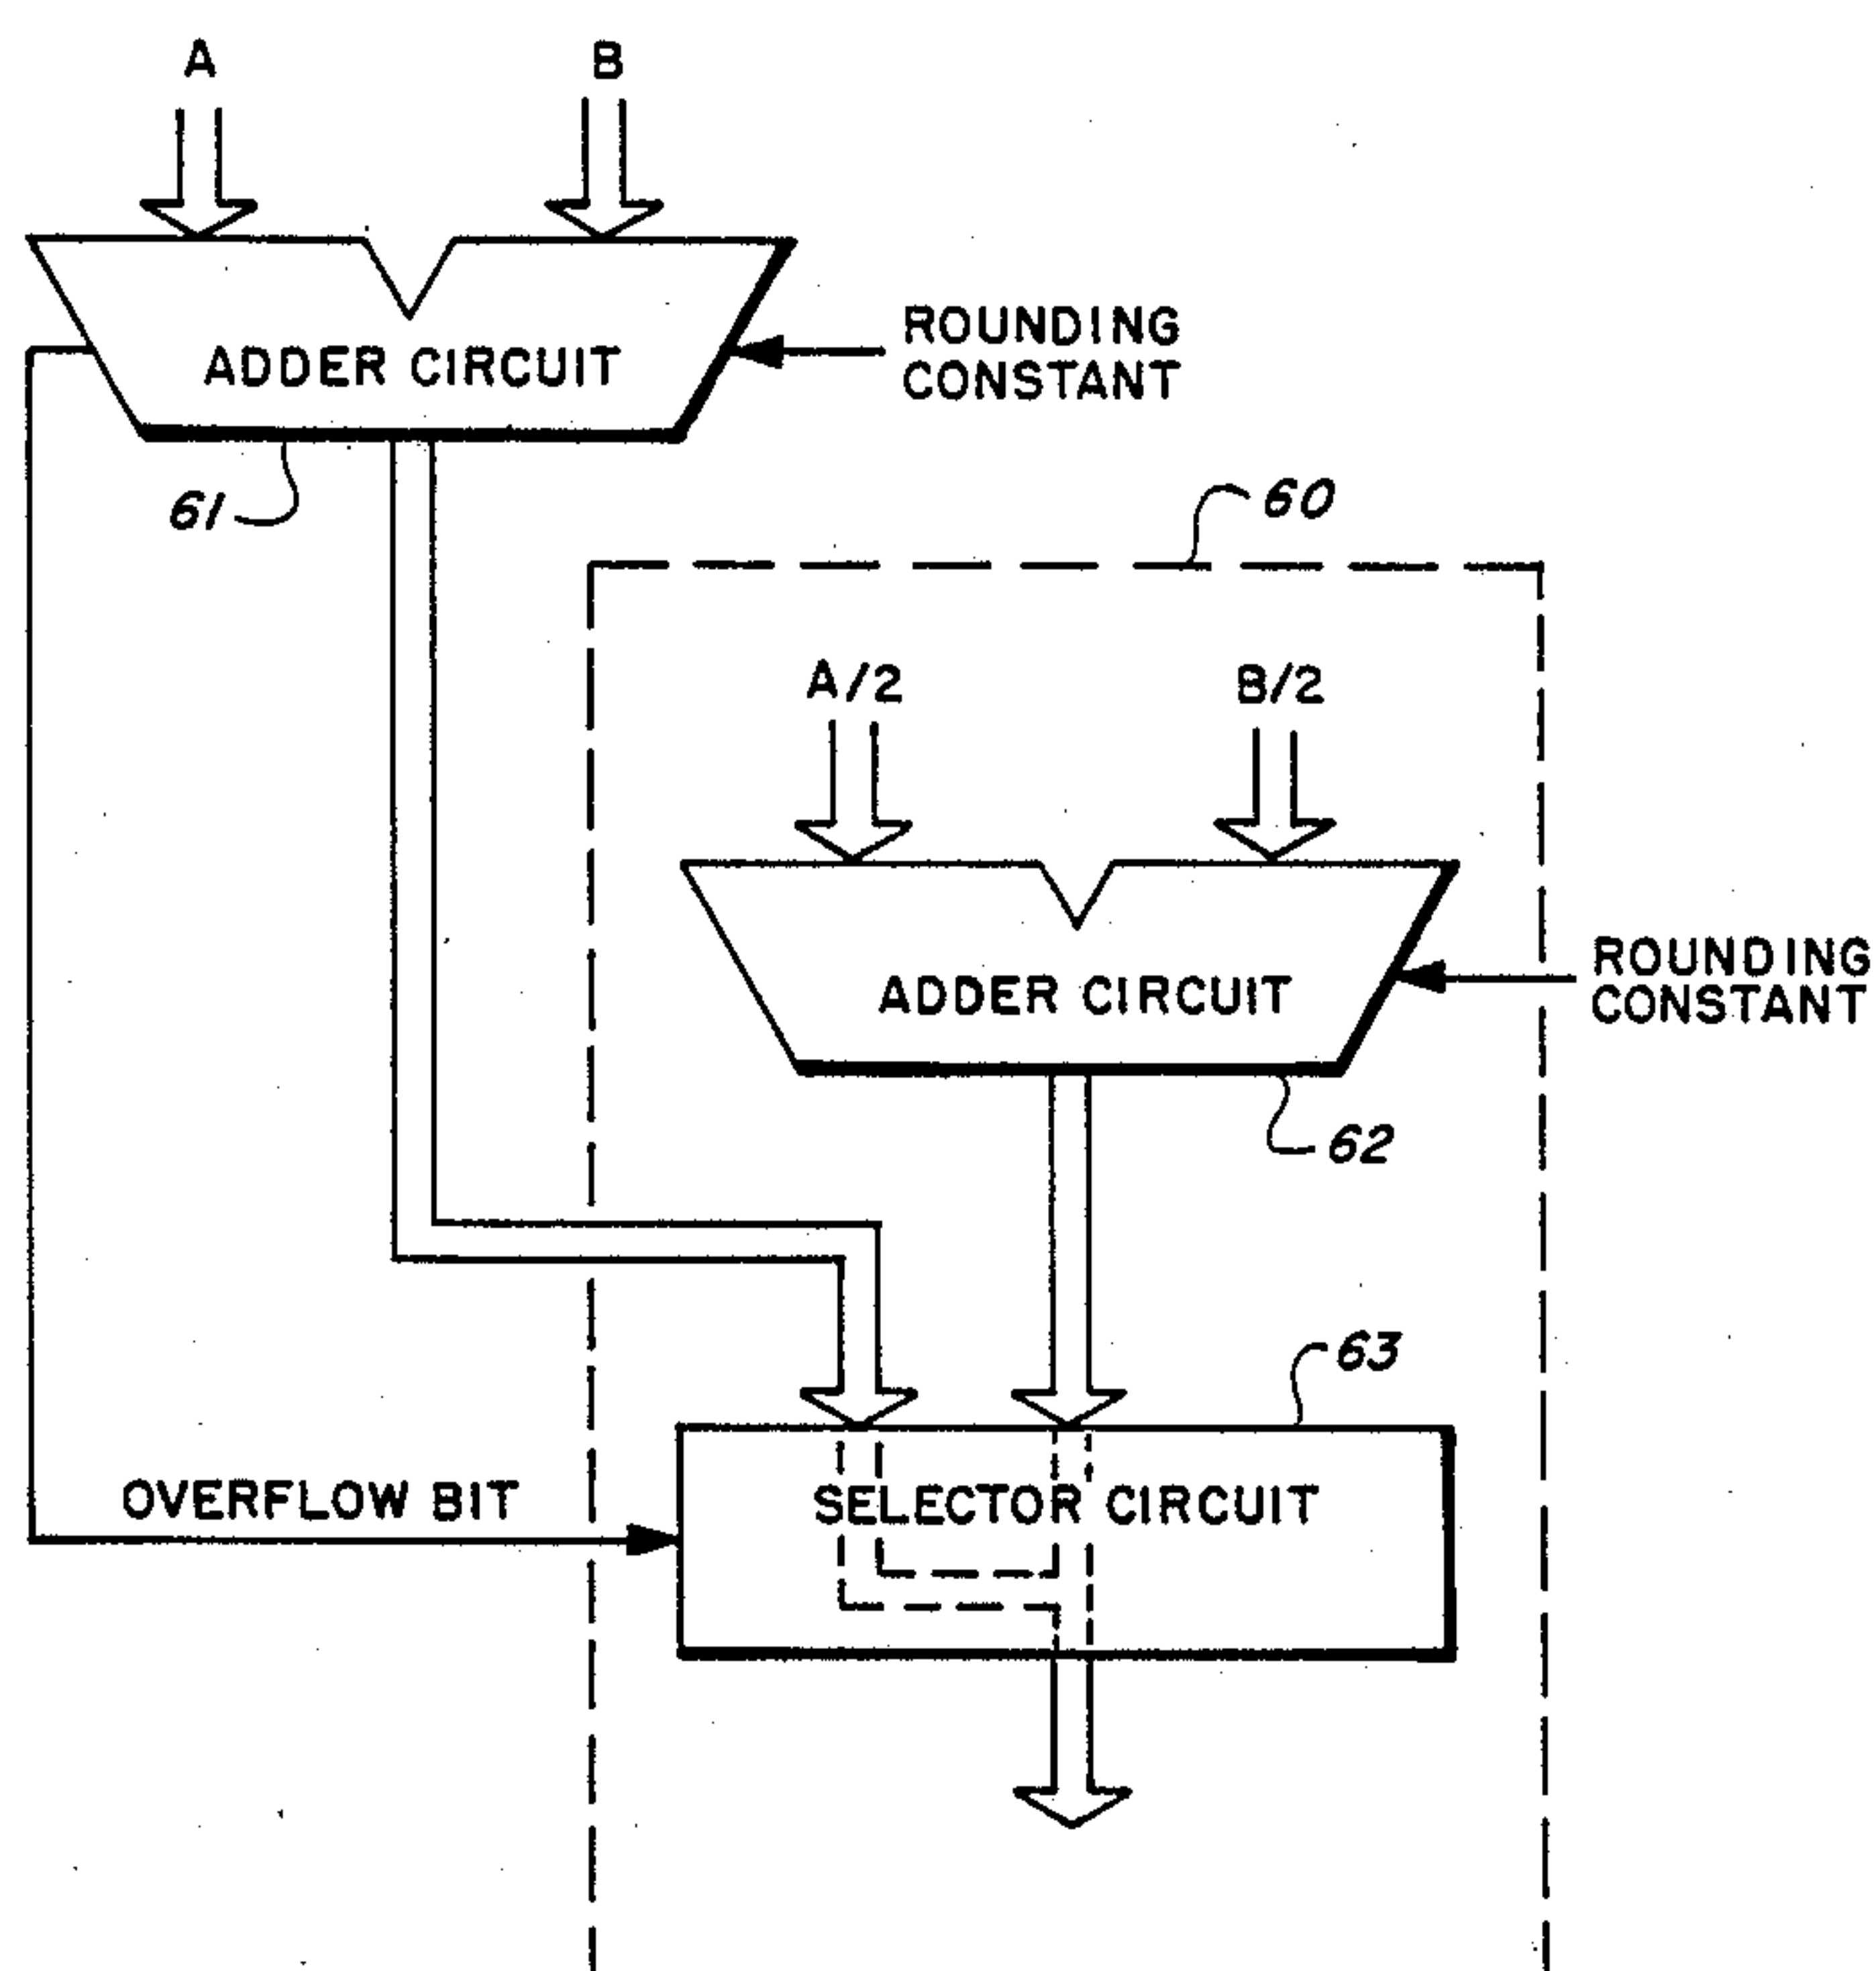 A
B
ROUNDING
CONSTANT
ADDER CIRCUIT
61
60
A/2
B/2
ROUNDING
CONSTANT
ADDER CIRCUIT
62
63
OVERFLOW BIT
SELECTOR CIRCUIT